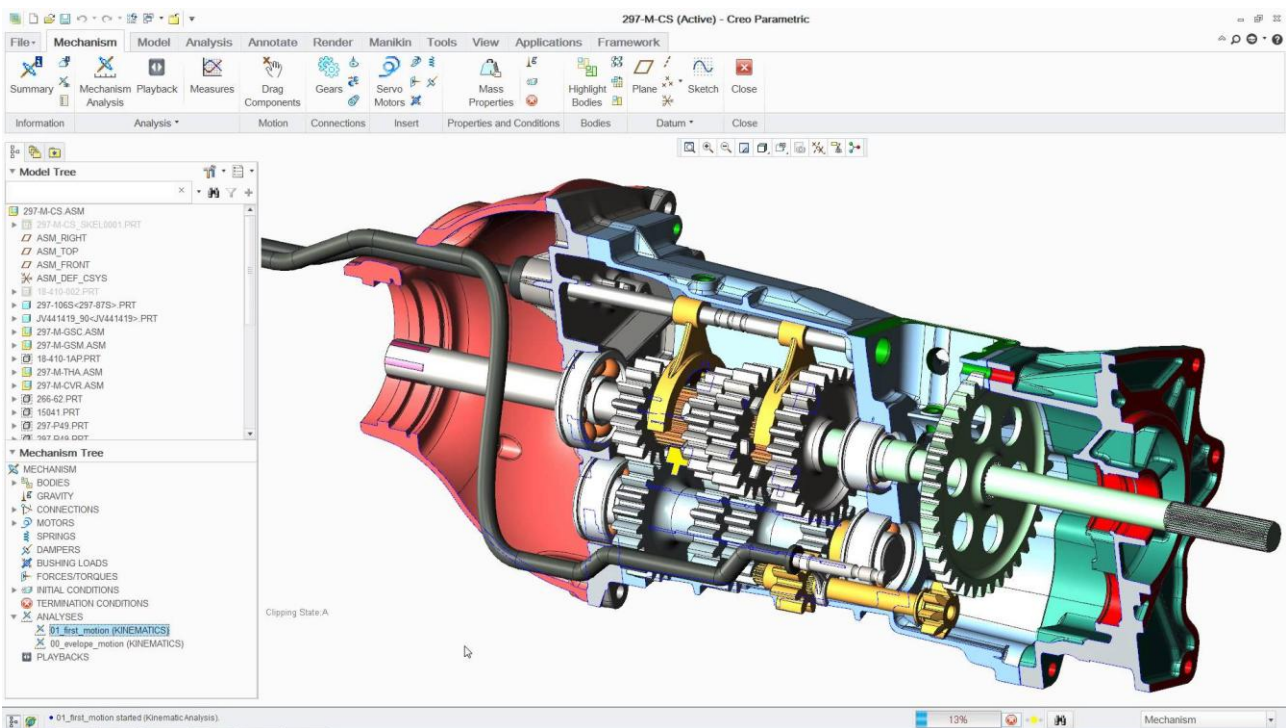 297-M-CS (Active) - Creo Parametric
File Mechanism Model Analysis Annotate Render Manikin Tools View Applications Framework
Summary Mechanism Analysis Playback Measures Drag Components Gears Servo Motors Mass Properties Highlight Bodies Plane Sketch Close
Information Analysis Motion Connections Insert Properties and Conditions Bodies Datum Close
Model Tree
297-M-CS.ASM
297-M-CS_SKEL0001.PRT
ASM_RIGHT
ASM_TOP
ASM_FRONT
ASM_DEF_CSYS
18-410-002.PRT
297-106S<297-87S>.PRT
JV441419_90<JV441419>.PRT
297-M-GSC.ASM
297-M-GSM.ASM
18-410-1AP.PRT
297-M-THA.ASM
297-M-CVR.ASM
266-62.PRT
15041.PRT
297-P49.PRT
297-P49.PRT
Mechanism Tree
MECHANISM
BODIES
GRAVITY
CONNECTIONS
MOTORS
SPRINGS
DAMPERS
BUSHING LOADS
FORCES/TORQUES
INITIAL CONDITIONS
TERMINATION CONDITIONS
ANALYSES
01_first_motion (KINEMATICS)
00_evelope_motion (KINEMATICS)
PLAYBACKS
Clipping State:A
• 01_first_motion started (Kinematic Analysis).
13%
Mechanism